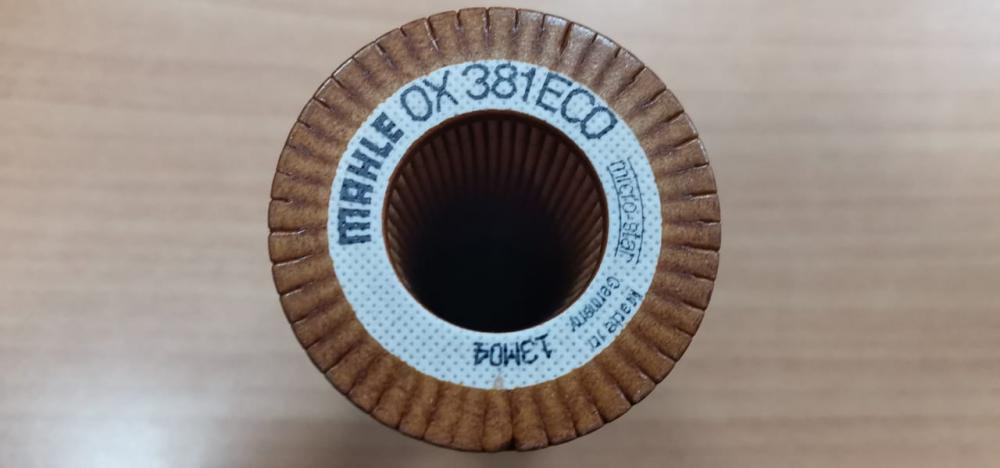 MAHLE OX 381ECO
micro-star
Made in
Germany
13M04